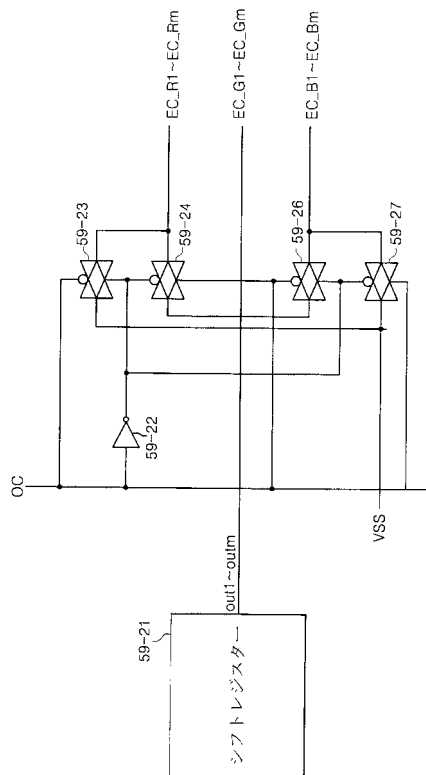 OC
59-21
シフトレジスター
out1~outm
59-22
VSS
59-23
59-24
59-26
59-27
EC_R1~EC_Rm
EC_G1~EC_Gm
EC_B1~EC_Bm